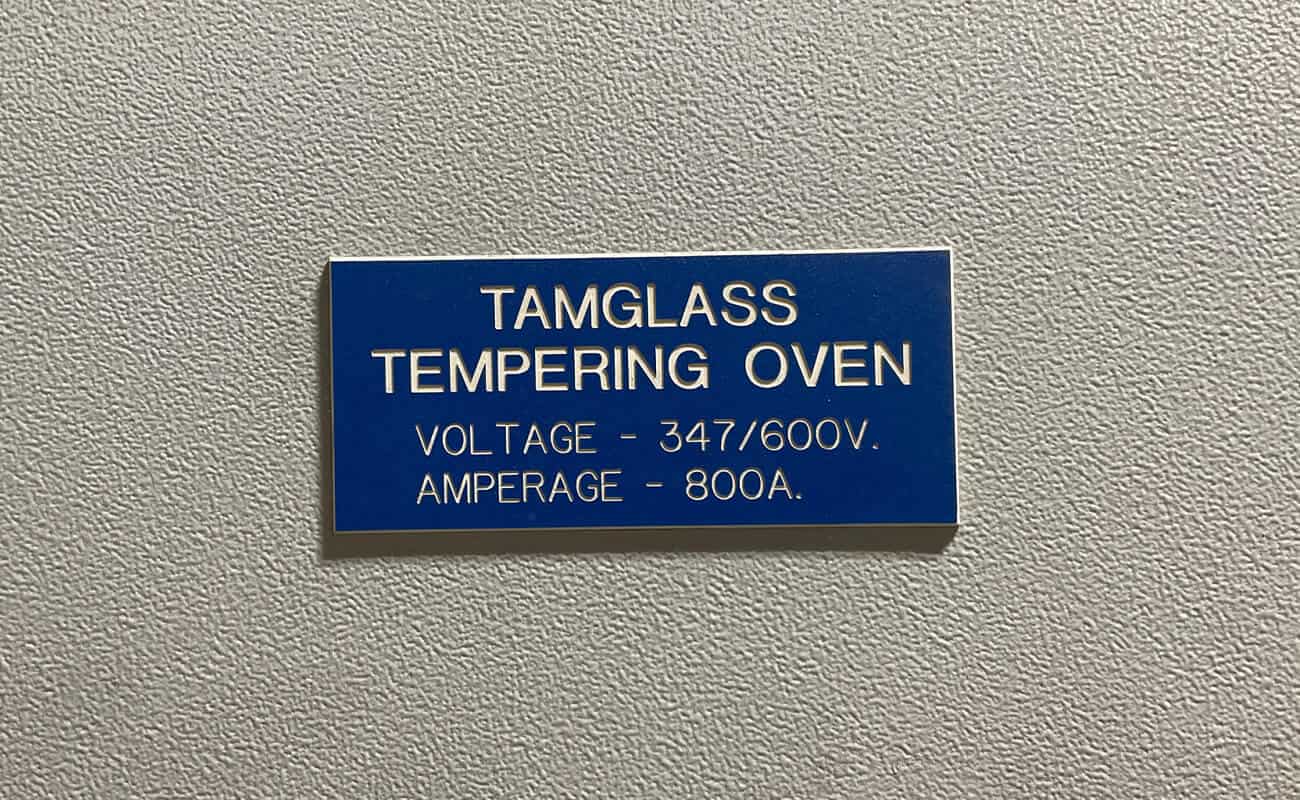 TAMGLASS
TEMPERING OVEN
VOLTAGE - 347/600V.
AMPERAGE - 800A.